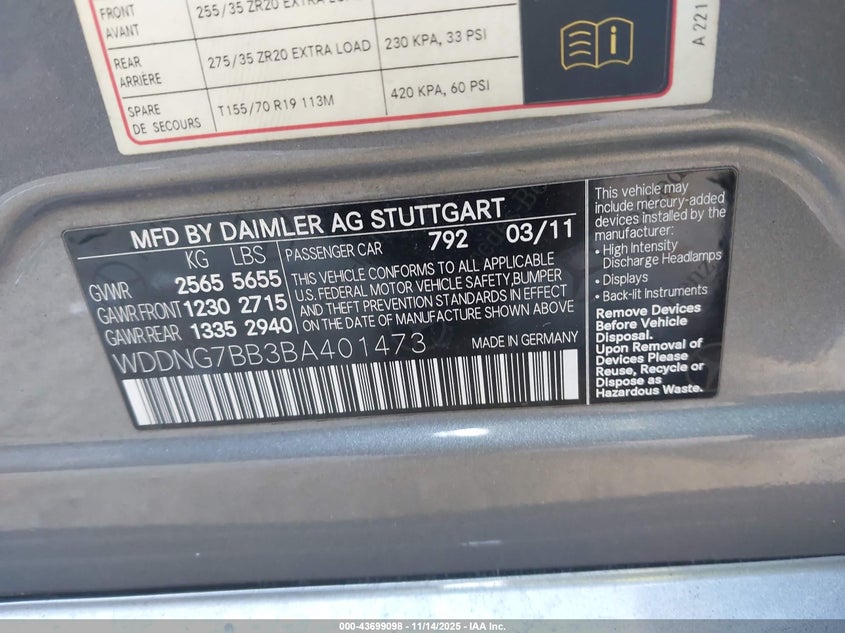 FRONT 255/35 ZR20 EXTRA
AVANT
REAR 275/35 ZR20 EXTRA LOAD 230 KPA, 33 PSI
ARRIÈRE
SPARE T155/70 R19 113M 420 KPA, 60 PSI
DE SECOURS
A 221
MFD BY DAIMLER AG STUTTGART
KG LBS PASSENGER CAR 792 03/11
GVWR 2565 5655
GAWR FRONT 1230 2715
GAWR REAR 1335 2940
THIS VEHICLE CONFORMS TO ALL APPLICABLE
U.S. FEDERAL MOTOR VEHICLE SAFETY, BUMPER
AND THEFT PREVENTION STANDARDS IN EFFECT
ON THE DATE OF MANUFACTURE SHOWN ABOVE
WDDNG7BB3BA401473 MADE IN GERMANY
This vehicle may
include mercury-added
devices installed by the
manufacturer:
• High Intensity
Discharge Headlamps
• Displays
• Back-lit Instruments
Remove Devices
Before Vehicle
Disposal.
Upon Removal of
Devices Please
Reuse, Recycle or
Dispose as
Hazardous Waste.
000-43699098 - 11/14/2025 - IAA Inc.